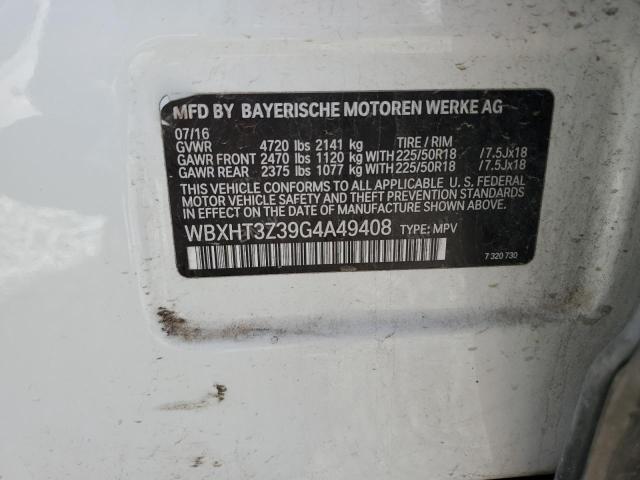 MFD BY BAYERISCHE MOTOREN WERKE AG
07/16
GVWR 4720 lbs 2141 kg TIRE / RIM
GAWR FRONT 2470 lbs 1120 kg WITH 225/50R18 /7.5Jx18
GAWR REAR 2375 lbs 1077 kg WITH 225/50R18 /7.5Jx18
THIS VEHICLE CONFORMS TO ALL APPLICABLE U. S. FEDERAL
MOTOR VEHICLE SAFETY AND THEFT PREVENTION STANDARDS
IN EFFECT ON THE DATE OF MANUFACTURE SHOWN ABOVE.
WBXHT3Z39G4A49408 TYPE: MPV
7 320 730